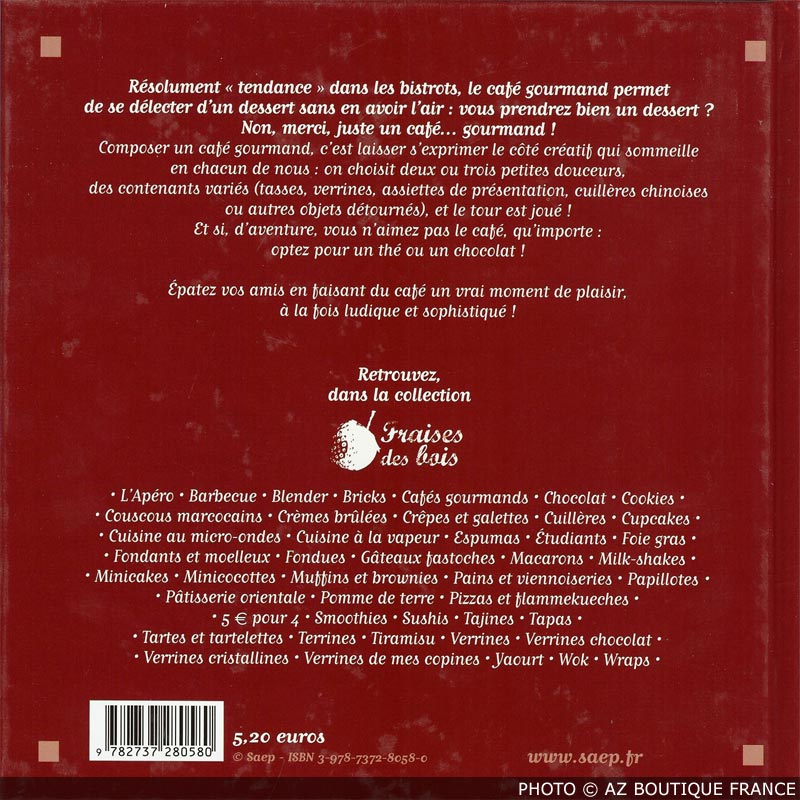 Résolument « tendance » dans les bistrots, le café gourmand permet
de se délecter d'un dessert sans en avoir l'air : vous prendrez bien un dessert ?
Non, merci, juste un café... gourmand !
Composer un café gourmand, c'est laisser s'exprimer le côté créatif qui sommeille
en chacun de nous : on choisit deux ou trois petites douceurs,
des contenants variés (tasses, verrines, assiettes de présentation, cuillères chinoises
ou autres objets détournés), et le tour est joué !
Et si, d'aventure, vous n'aimez pas le café, qu'importe :
optez pour un thé ou un chocolat !
Épatez vos amis en faisant du café un vrai moment de plaisir,
à la fois ludique et sophistiqué !
Retrouvez,
dans la collection
Fraises
des bois
• L'Apéro • Barbecue • Blender • Bricks • Cafés gourmands • Chocolat • Cookies •
• Couscous marcocains • Crèmes brûlées • Crêpes et galettes • Cuillères • Cupcakes •
• Cuisine au micro-ondes • Cuisine à la vapeur • Espumas • Étudiants • Foie gras •
• Fondants et moelleux • Fondues • Gâteaux fastoches • Macarons • Milk-shakes •
• Minicakes • Minicocottes • Muffins et brownies • Pains et viennoiseries • Papillotes •
• Pâtisserie orientale • Pomme de terre • Pizzas et flammekueches •
• 5 € pour 4 • Smoothies • Sushis • Tajines • Tapas •
• Tartes et tartelettes • Terrines • Tiramisu • Verrines • Verrines chocolat •
• Verrines cristallines • Verrines de mes copines • Yaourt • Wok • Wraps •
9 782737 280580
5,20 euros
© Saep - ISBN 3-978-7372-8058-0
www.saep.fr
PHOTO © AZ BOUTIQUE FRANCE